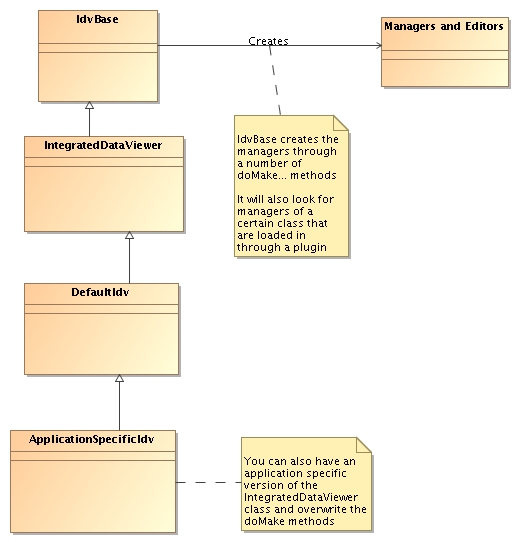 IdvBase
Creates
Managers and Editors
IdvBase creates the
managers through
a number of
doMake... methods
It will also look for
managers of a
certain class that
are loaded in
through a plugin
IntegratedDataViewer
DefaultIdv
ApplicationSpecificIdv
You can also have an
application specific
version of the
IntegratedDataViewer
class and overwrite the
doMake methods